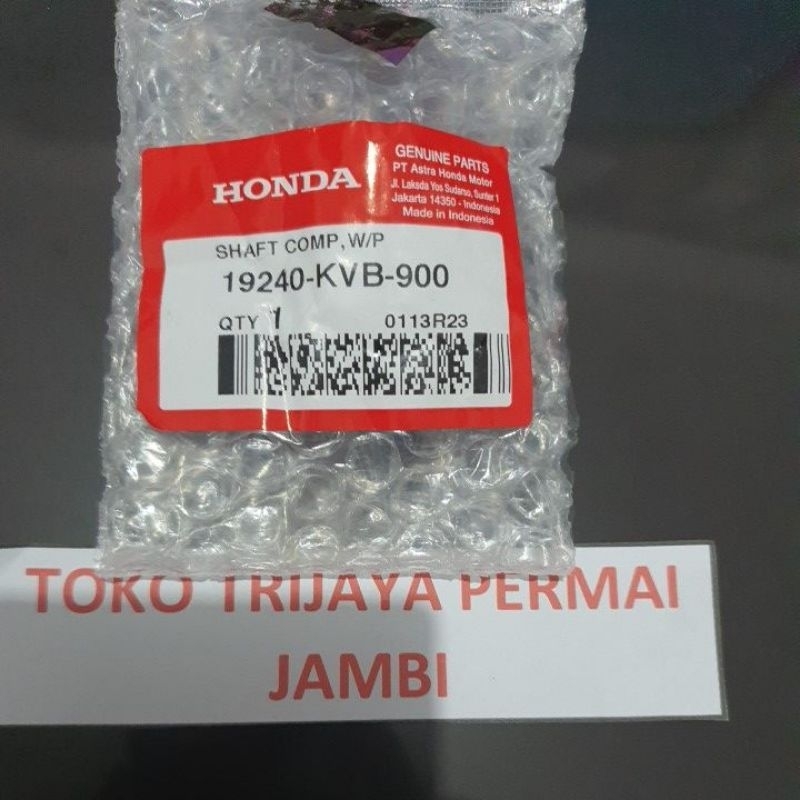 HONDA
GENUINE PARTS
PT Astra Honda Motor
Jl. Laksda Yos Sudarso, Sunter 1
Jakarta 14350 - Indonesia
Made in Indonesia
SHAFT COMP, W/P
19240-KVB-900
QTY 1 0113R23
TOKO TRIJAYA PERMAI
JAMBI